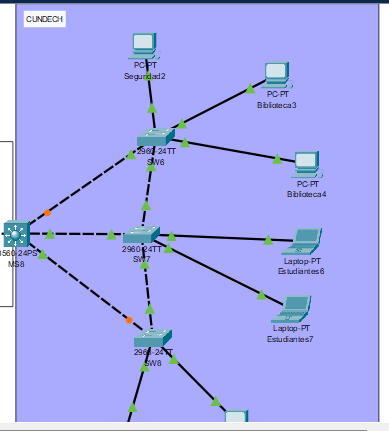 CUNDECH
PC-PT
Seguridad2
PC-PT
Biblioteca3
2960-24TT
SW6
PC-PT
Biblioteca4
3560-24PS
MS8
2960-24TT
SW7
Laptop-PT
Estudiantes6
Laptop-PT
Estudiantes7
2960-24TT
SW8